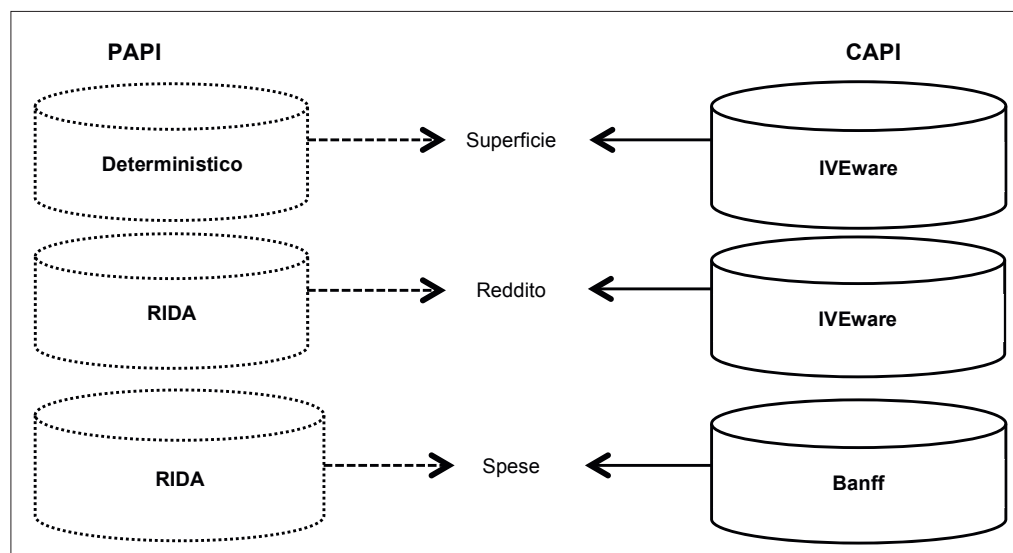 PAPI
CAPI
Deterministico
Superficie
IVEware
RIDA
Reddito
IVEware
RIDA
Spese
Banff